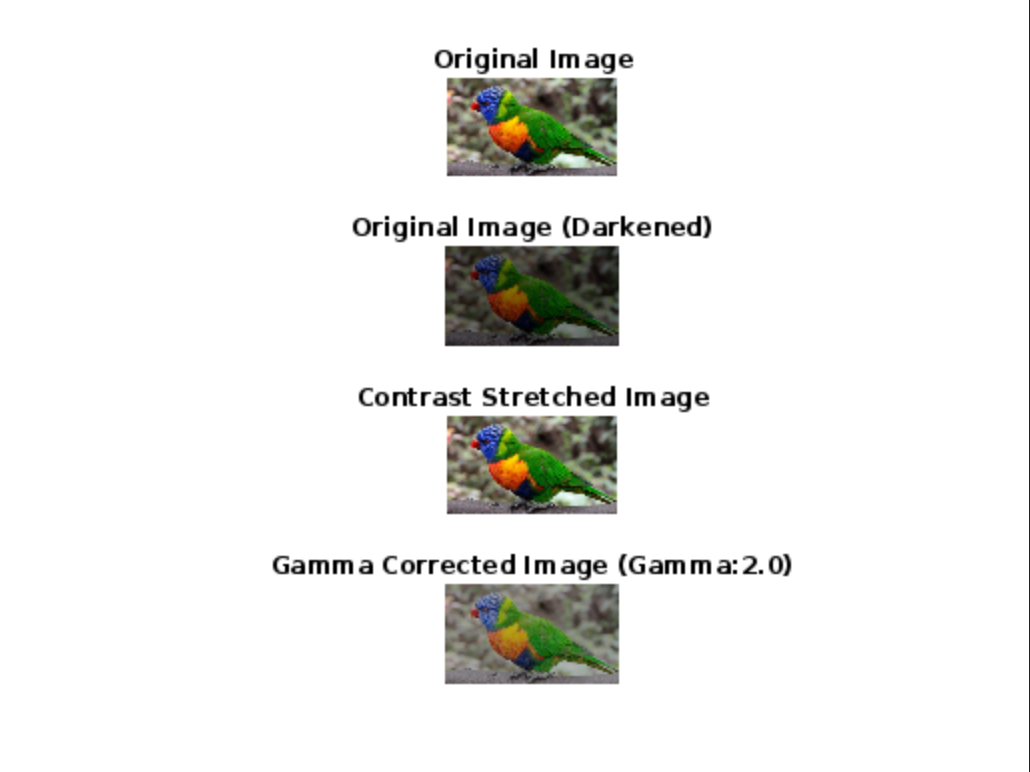 Original Image
Original Image (Darkened)
Contrast Stretched Image
Gamma Corrected Image (Gamma:2.0)